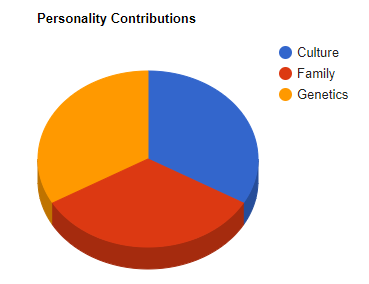 Personality Contributions
Culture
Family
Genetics